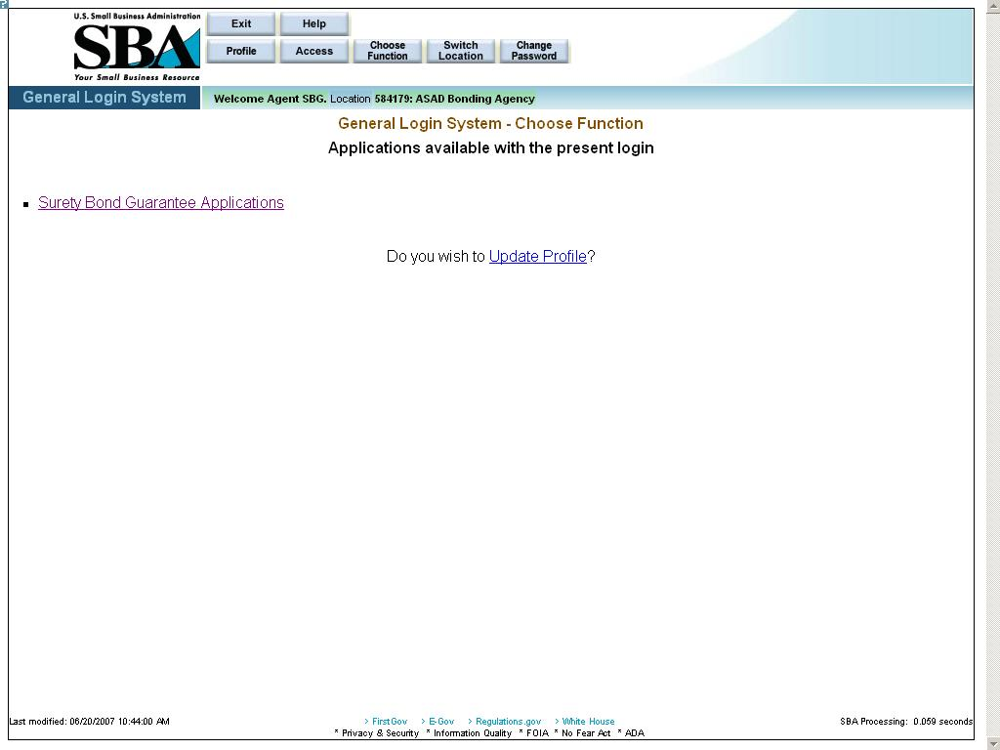 U.S. Small Business Administration
SBA
Your Small Business Resource
Exit Help
Profile Access Choose Function Switch Location Change Password
General Login System
Welcome Agent SBG. Location 584179: ASAD Bonding Agency
General Login System - Choose Function
Applications available with the present login
Surety Bond Guarantee Applications
Do you wish to Update Profile?
Last modified: 06/20/2007 10:44:00 AM
> FirstGov > E-Gov > Regulations.gov > White House
* Privacy & Security * Information Quality * FOIA * No Fear Act * ADA
SBA Processing: 0.059 seconds